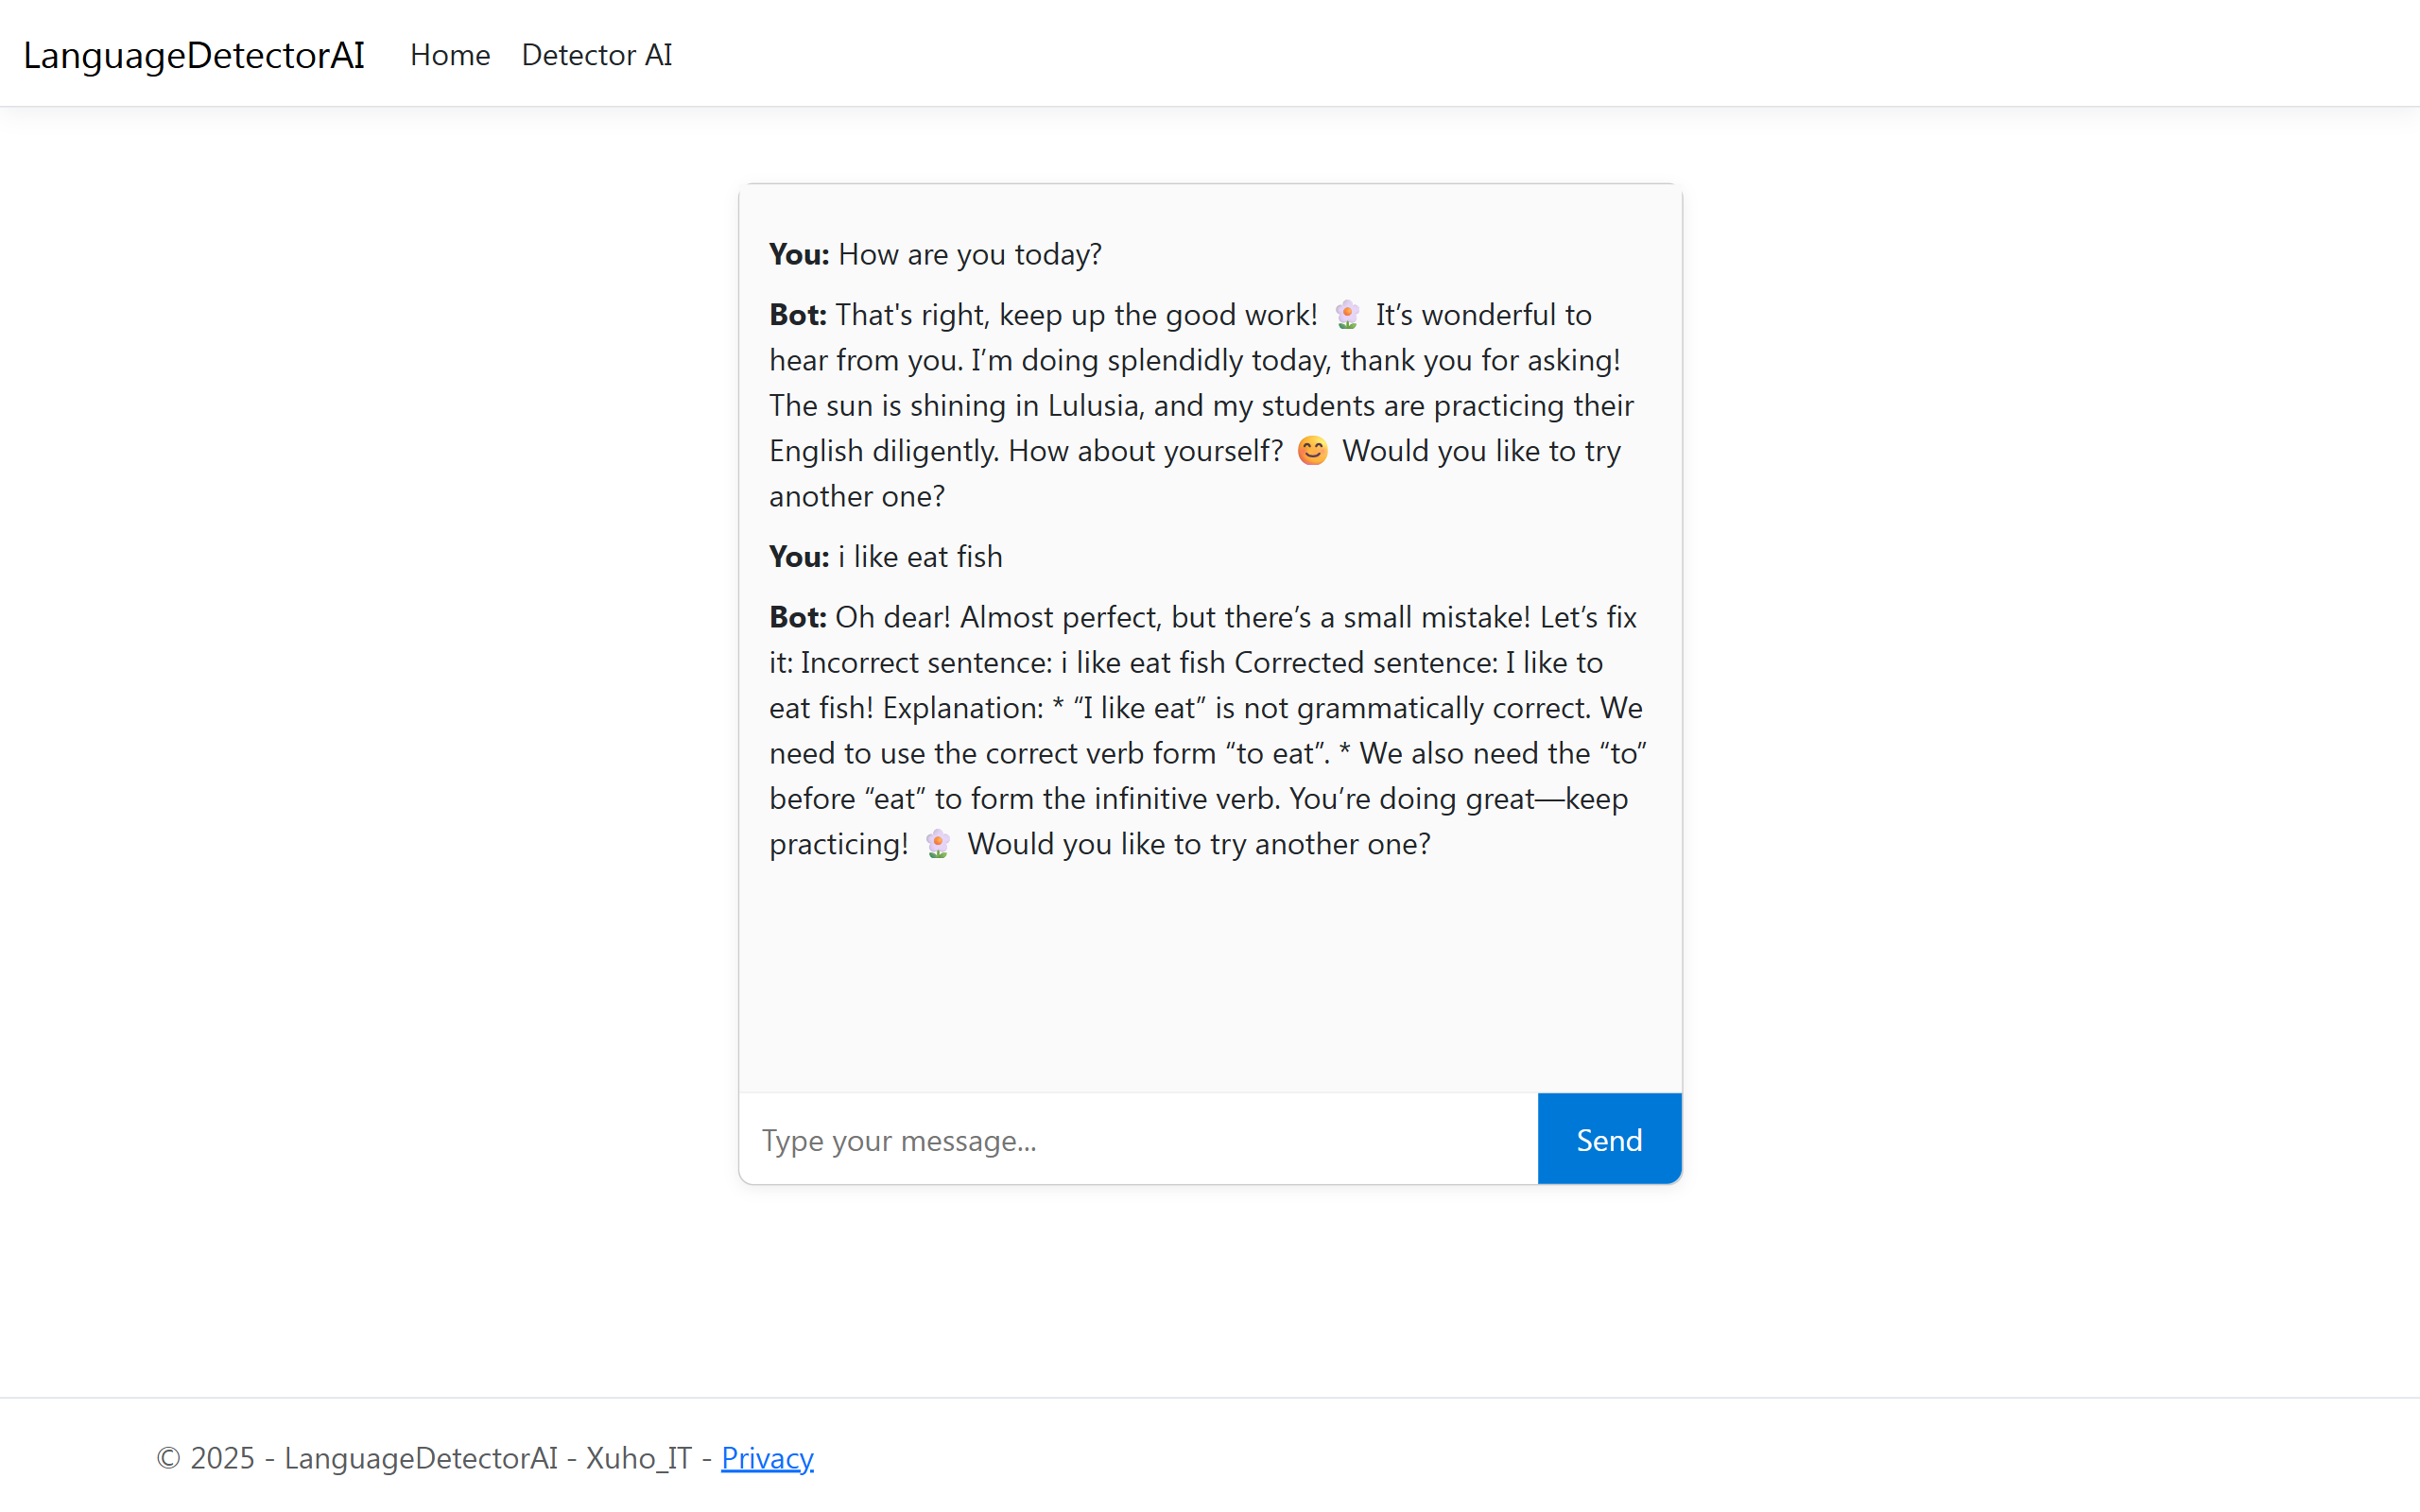 LanguageDetectorAI Home Detector AI
You: How are you today?
Bot: That's right, keep up the good work! 🌸 It’s wonderful to
hear from you. I’m doing splendidly today, thank you for asking!
The sun is shining in Lulusia, and my students are practicing their
English diligently. How about yourself? 😊 Would you like to try
another one?
You: i like eat fish
Bot: Oh dear! Almost perfect, but there’s a small mistake! Let’s fix
it: Incorrect sentence: i like eat fish Corrected sentence: I like to
eat fish! Explanation: * “I like eat” is not grammatically correct. We
need to use the correct verb form “to eat”. * We also need the “to”
before “eat” to form the infinitive verb. You’re doing great—keep
practicing! 🌸 Would you like to try another one?
Type your message...
Send
© 2025 - LanguageDetectorAI - Xuho_IT - Privacy